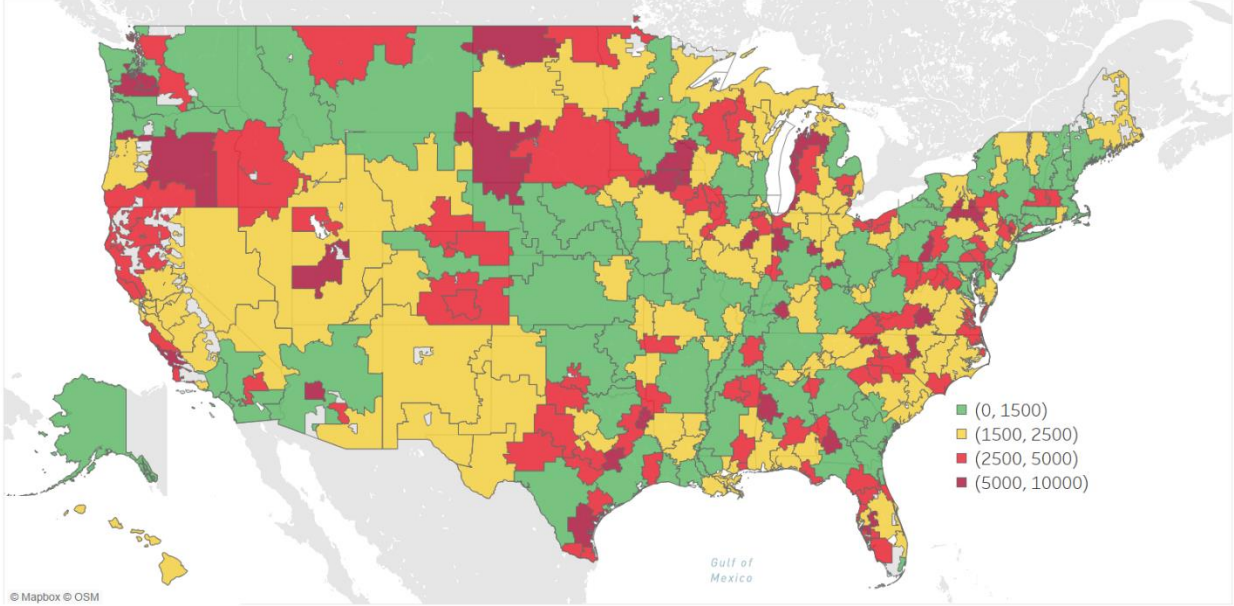 (0, 1500)
(1500, 2500)
(2500, 5000)
(5000, 10000)
Gulf of
Mexico
© Mapbox © OSM